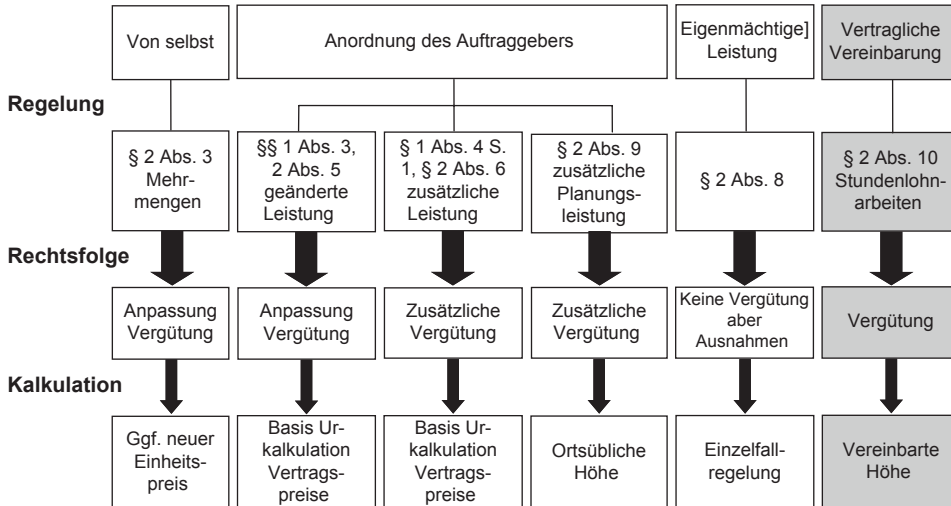 Von selbst
Anordnung des Auftraggebers
Eigenmächtige]
Leistung
Vertragliche
Vereinbarung
Regelung
§ 2 Abs. 3
Mehr-
mengen
§§ 1 Abs. 3,
2 Abs. 5
geänderte
Leistung
§ 1 Abs. 4 S.
1, § 2 Abs. 6
zusätzliche
Leistung
§ 2 Abs. 9
zusätzliche
Planungs-
leistung
§ 2 Abs. 8
§ 2 Abs. 10
Stundenlohn-
arbeiten
Rechtsfolge
Anpassung
Vergütung
Anpassung
Vergütung
Zusätzliche
Vergütung
Zusätzliche
Vergütung
Keine Vergütung
aber
Ausnahmen
Vergütung
Kalkulation
Ggf. neuer
Einheits-
preis
Basis Ur-
kalkulation
Vertrags-
preise
Basis Ur-
kalkulation
Vertrags-
preise
Ortsübliche
Höhe
Einzelfall-
regelung
Vereinbarte
Höhe